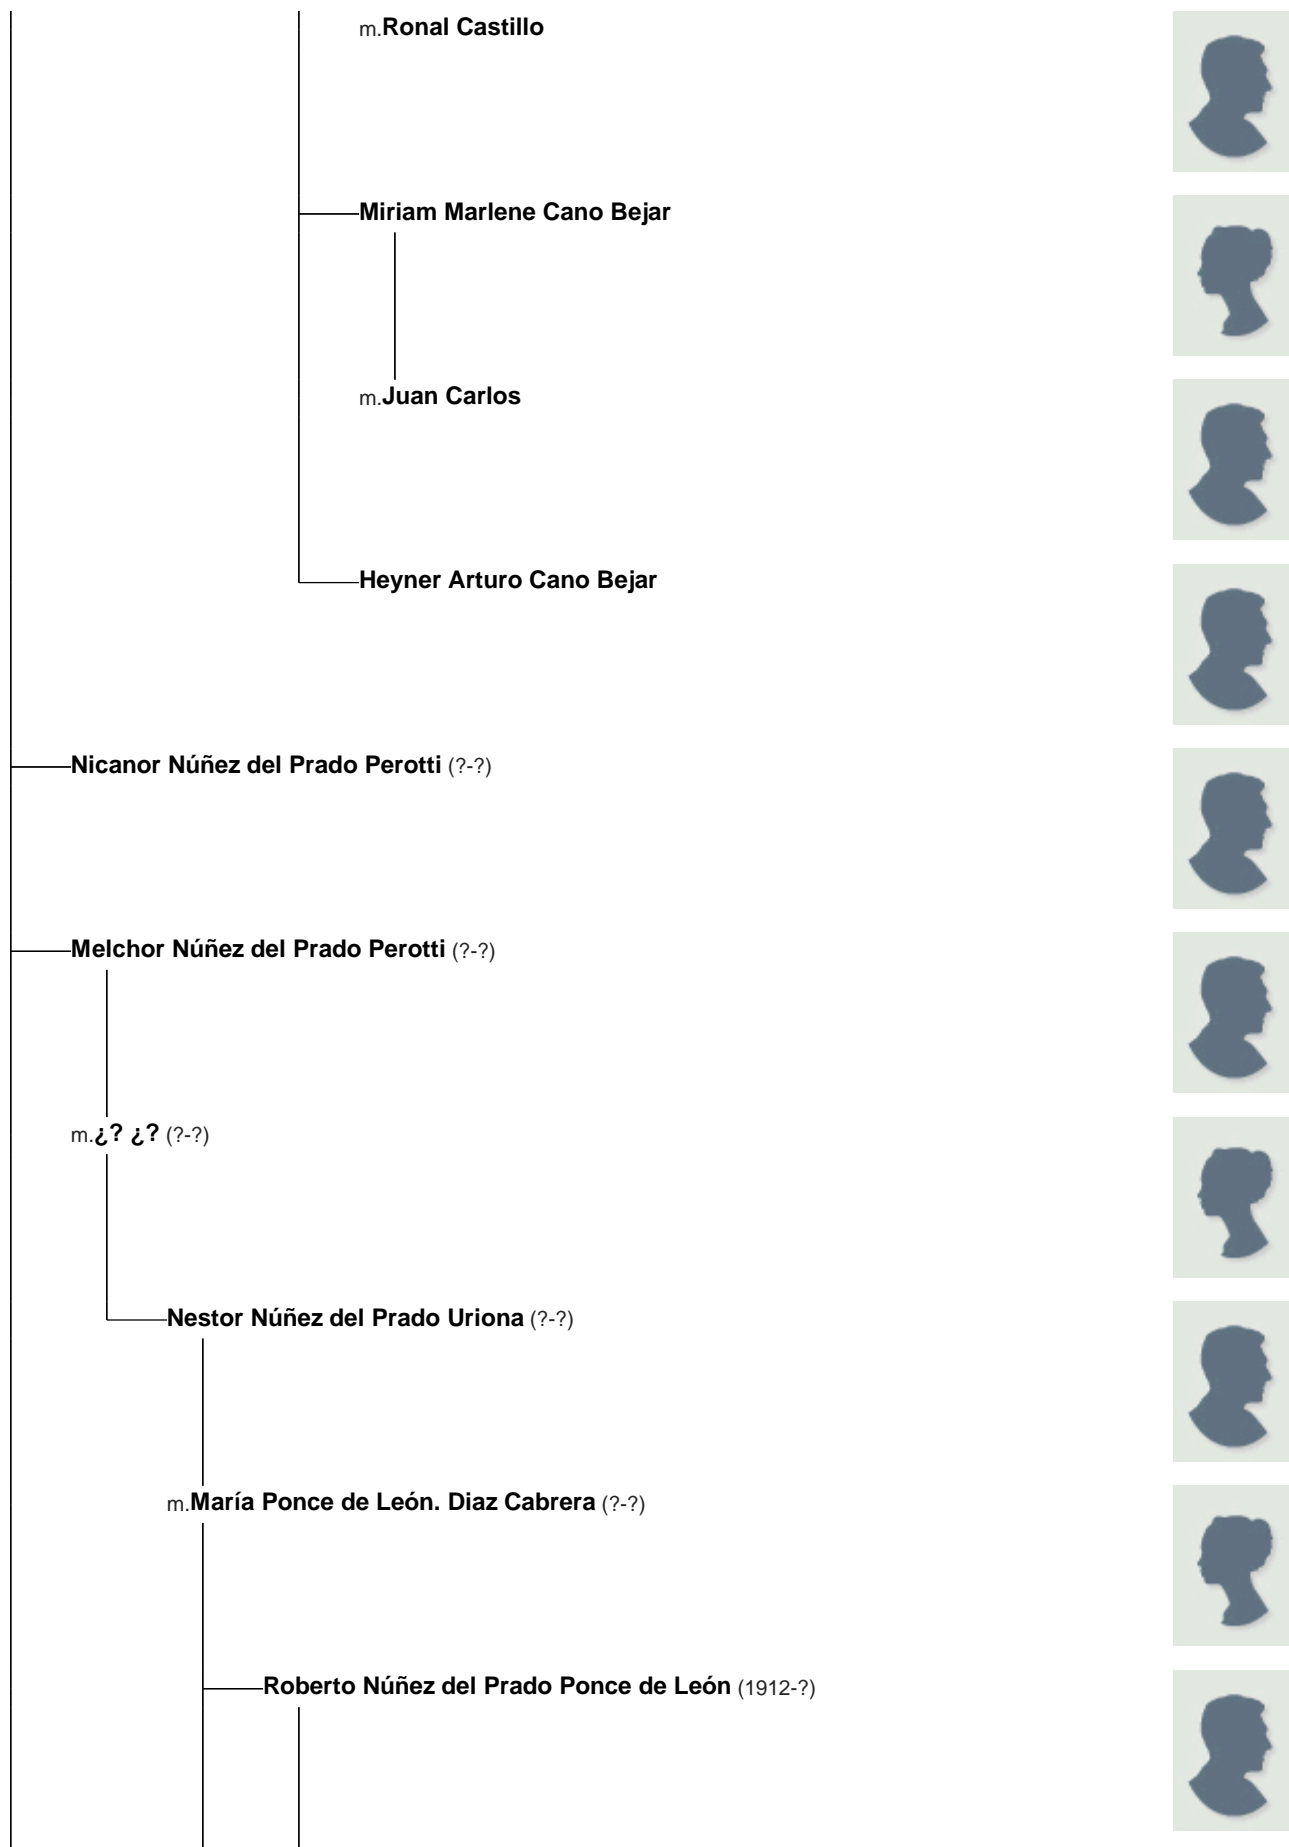 m.Ronal Castillo
Miriam Marlene Cano Bejar
m.Juan Carlos
Heyner Arturo Cano Bejar
Nicanor Núñez del Prado Perotti (?-?)
Melchor Núñez del Prado Perotti (?-?)
m.¿? ¿? (?-?)
Nestor Núñez del Prado Uriona (?-?)
m.María Ponce de León. Diaz Cabrera (?-?)
Roberto Núñez del Prado Ponce de León (1912-?)